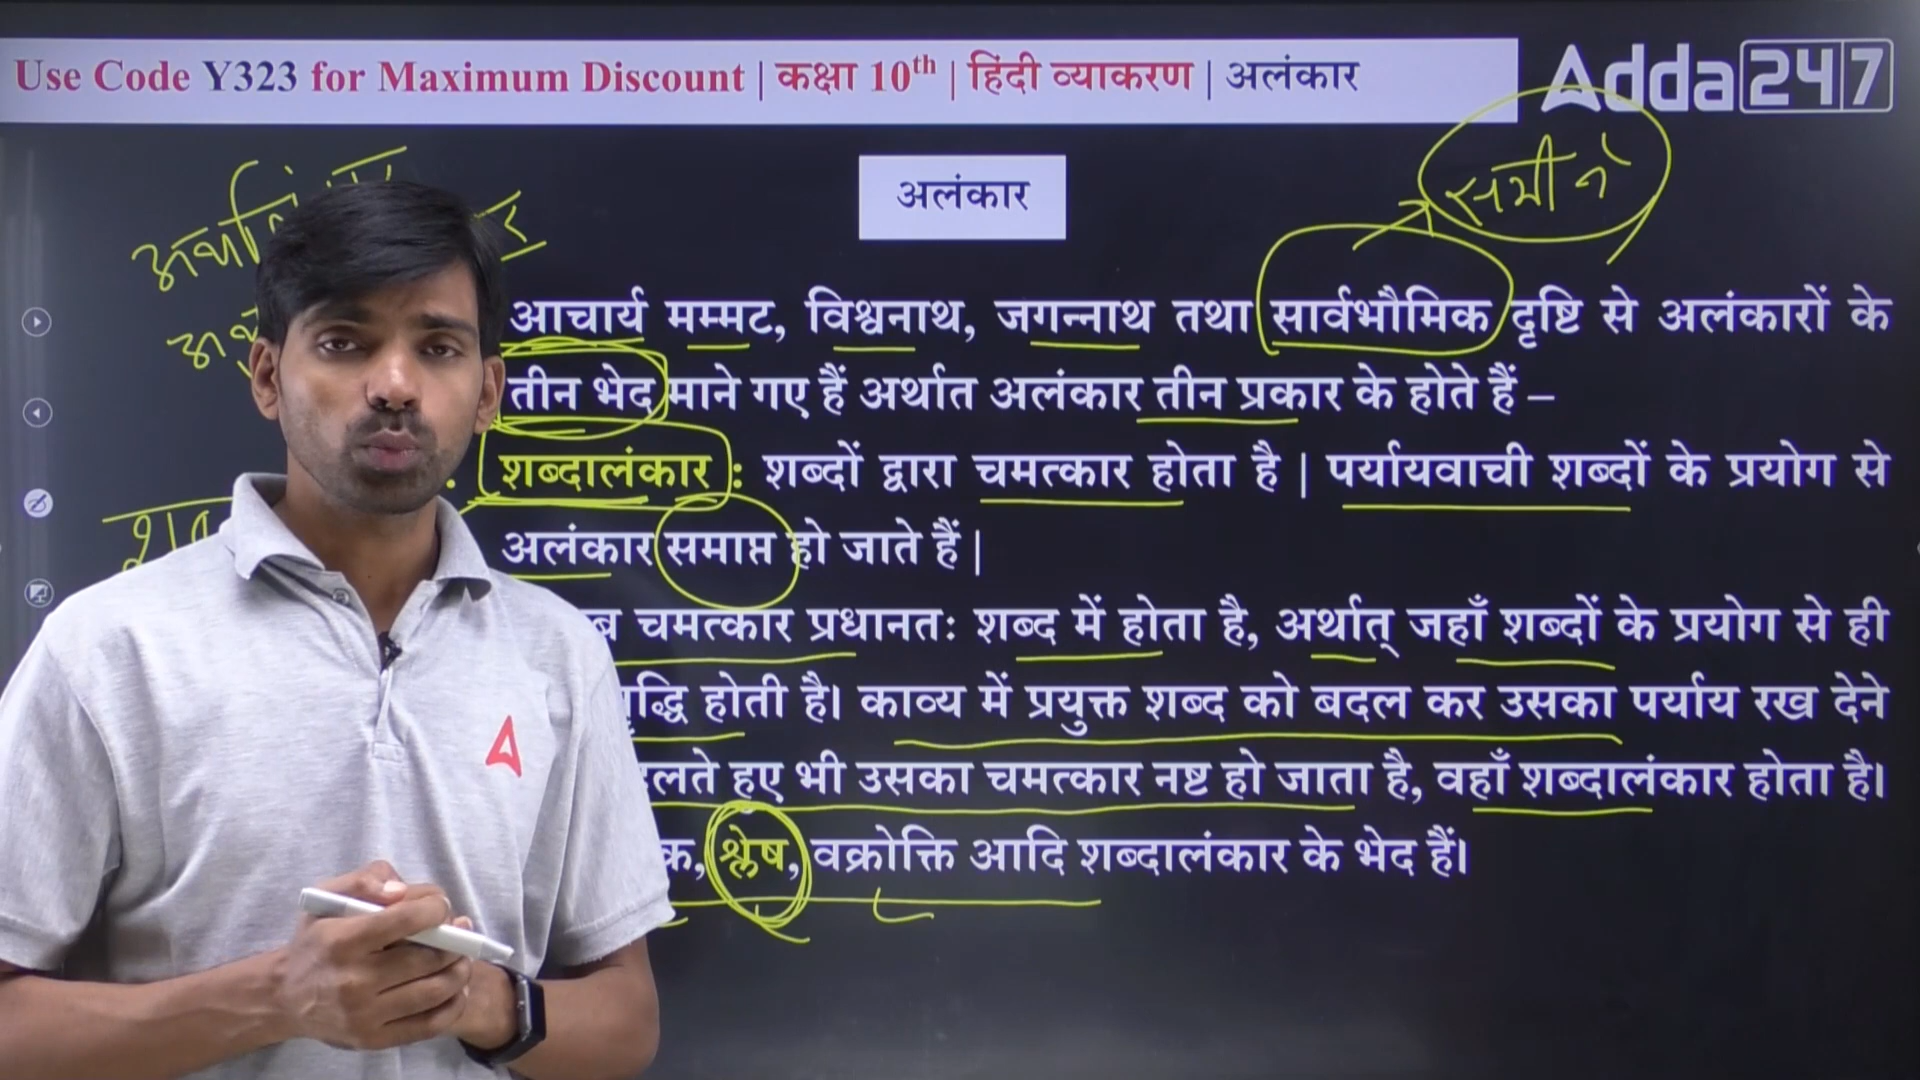 Use Code Y323 for Maximum Discount | कक्षा 10th | हिंदी व्याकरण | अलंकार
Adda247
सभी ने
अलंकार
आचार्य मम्मट, विश्वनाथ, जगन्नाथ तथा सार्वभौमिक दृष्टि से अलंकारों के
तीन भेद माने गए हैं अर्थात अलंकार तीन प्रकार के होते हैं –
शब्दालंकार : शब्दों द्वारा चमत्कार होता है | पर्यायवाची शब्दों के प्रयोग से
अलंकार समाप्त हो जाते हैं |
चमत्कार प्रधानत: शब्द में होता है, अर्थात् जहाँ शब्दों के प्रयोग से ही
होती है। काव्य में प्रयुक्त शब्द को बदल कर उसका पर्याय रख देने
हुए भी उसका चमत्कार नष्ट हो जाता है, वहाँ शब्दालंकार होता है।
श्लेष, वक्रोक्ति आदि शब्दालंकार के भेद हैं।